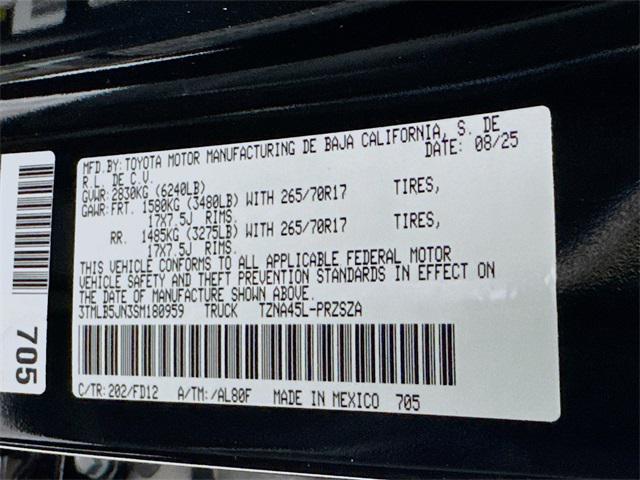 MFD.BY: TOYOTA MOTOR MANUFACTURING DE BAJA CALIFORNIA, S. DE
R.L. DE C.V. DATE: 08/25
GVWR: 2830KG (6240LB)
GAWR: FRT. 1580KG (3480LB) WITH 265/70R17 TIRES,
17X7.5J RIMS.
RR. 1485KG (3275LB) WITH 265/70R17 TIRES,
17X7.5J RIMS.
THIS VEHICLE CONFORMS TO ALL APPLICABLE FEDERAL MOTOR
VEHICLE SAFETY AND THEFT PREVENTION STANDARDS IN EFFECT ON
THE DATE OF MANUFACTURE SHOWN ABOVE.
3TMLB5JN3SM180959 TRUCK TZNA45L-PRZSZA
C/TR: 202/FD12 A/TM: /AL80F MADE IN MEXICO 705
705